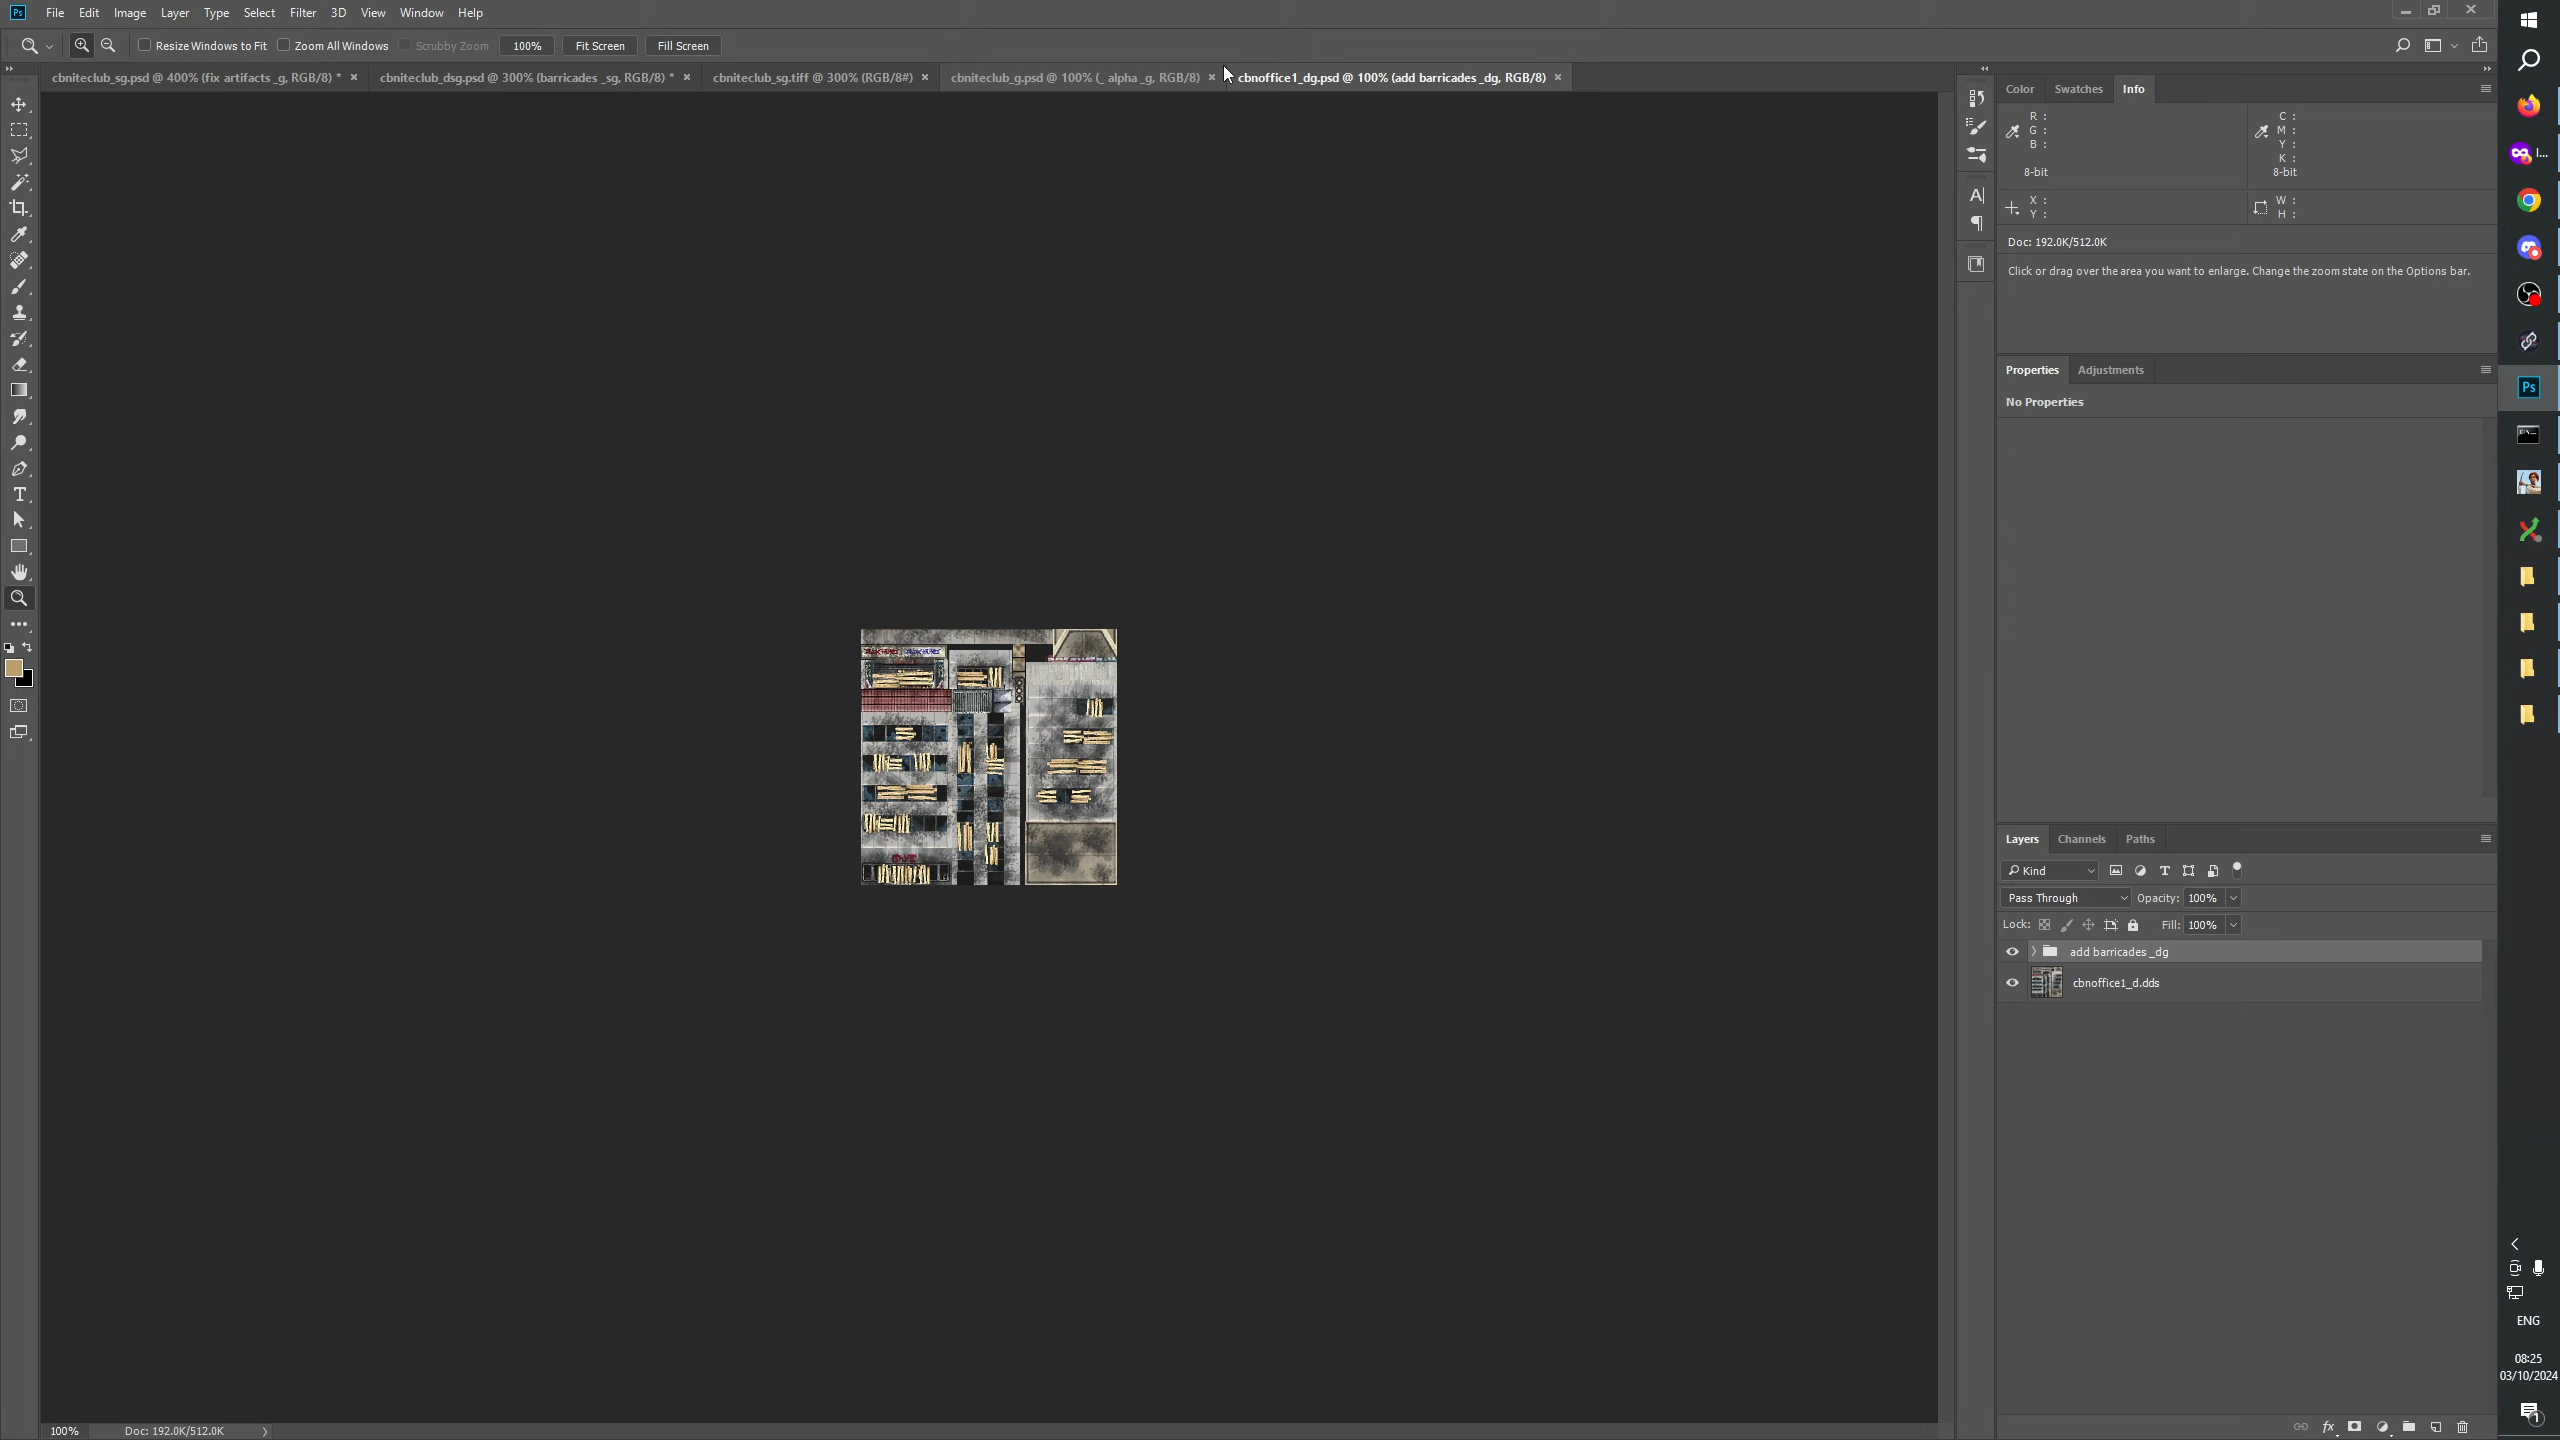 Ps File Edit Image Layer Type Select Filter 3D View Window Help
Resize Windows to Fit Zoom All Windows Scrubby Zoom 100% Fit Screen Fill Screen
cbniteclub_sg.psd @ 400% (fix artifacts _g, RGB/8) * × cbniteclub_dsg.psd @ 300% (barricades _sg, RGB/8) * × cbniteclub_sg.tiff @ 300% (RGB/8#) × cbniteclub_g.psd @ 100% (_ alpha _g, RGB/8) × cbnoffice1_dg.psd @ 100% (add barricades _dg, RGB/8) ×
Color Swatches Info
R : C :
G : M :
B : Y :
K :
8-bit 8-bit
X : W :
Y : H :
Doc: 192.0K/512.0K
Click or drag over the area you want to enlarge. Change the zoom state on the Options bar.
Properties Adjustments
No Properties
Layers Channels Paths
Kind
Pass Through Opacity: 100%
Lock: Fill: 100%
add barricades _dg
cbnoffice1_d.dds
100% Doc: 192.0K/512.0K
I...
Ps
ENG
08:25
03/10/2024
1